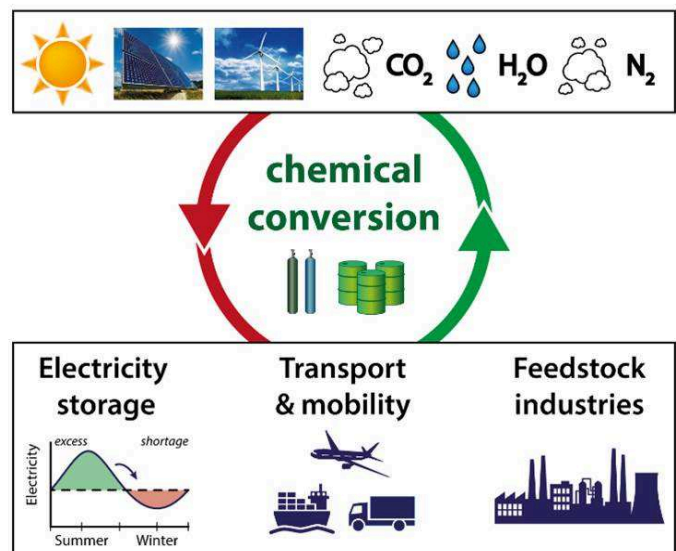 CO₂
H₂O
N₂
chemical
conversion
Electricity
storage
Transport
& mobility
Feedstock
industries
excess
shortage
Electricity
Summer
Winter